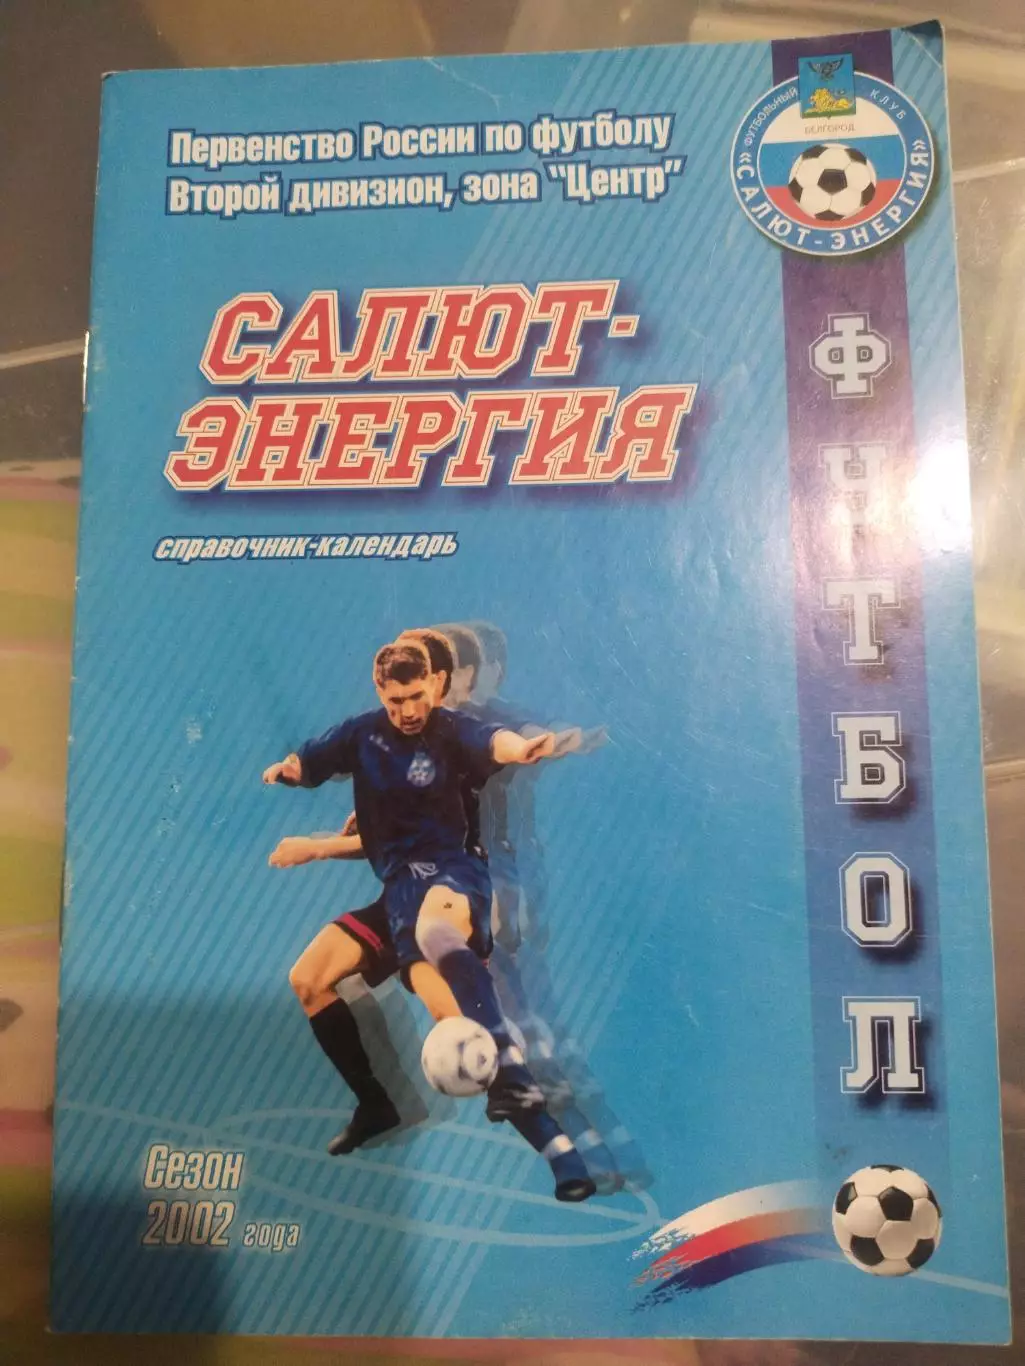 Первенство России по футболу
Второй дивизион, зона "Центр"
ФУТБОЛЬНЫЙ КЛУБ
БЕЛГОРОД
«САЛЮТ-ЭНЕРГИЯ»
САЛЮТ-
ЭНЕРГИЯ
справочник-календарь
ФУТБОЛ
Сезон
2002 года